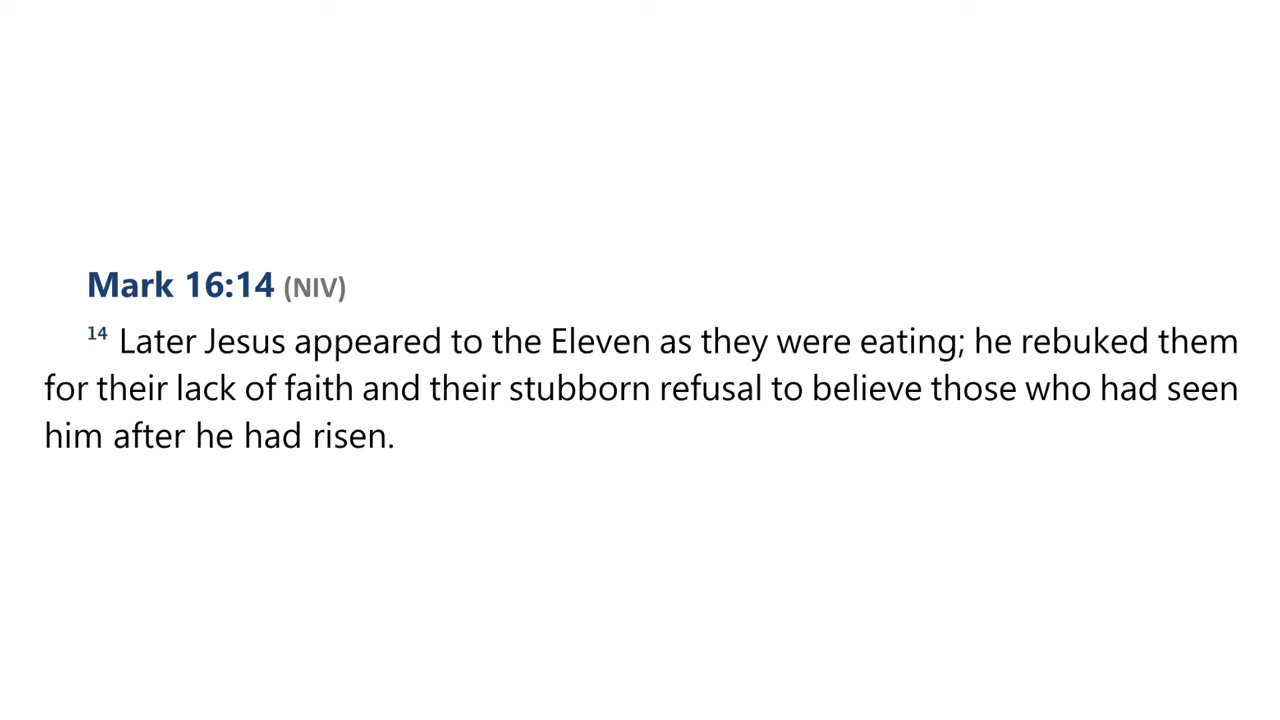 Mark 16:14 (NIV)
14 Later Jesus appeared to the Eleven as they were eating; he rebuked them
for their lack of faith and their stubborn refusal to believe those who had seen
him after he had risen.